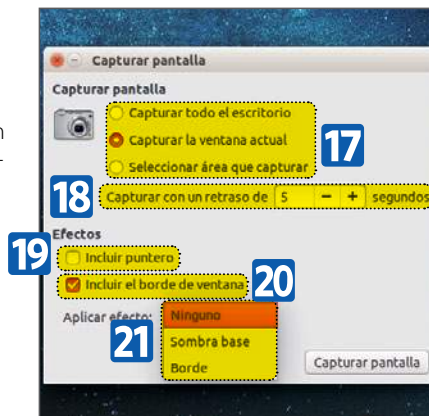 Capturar pantalla
Capturar pantalla
Capturar todo el escritorio
Capturar la ventana actual
Seleccionar área que capturar
17
18
Capturar con un retraso de 5 − + segundos
Efectos
19
Incluir puntero
Incluir el borde de ventana
20
Aplicar efecto: Ninguno
21
Sombra base
Borde
Capturar pantalla